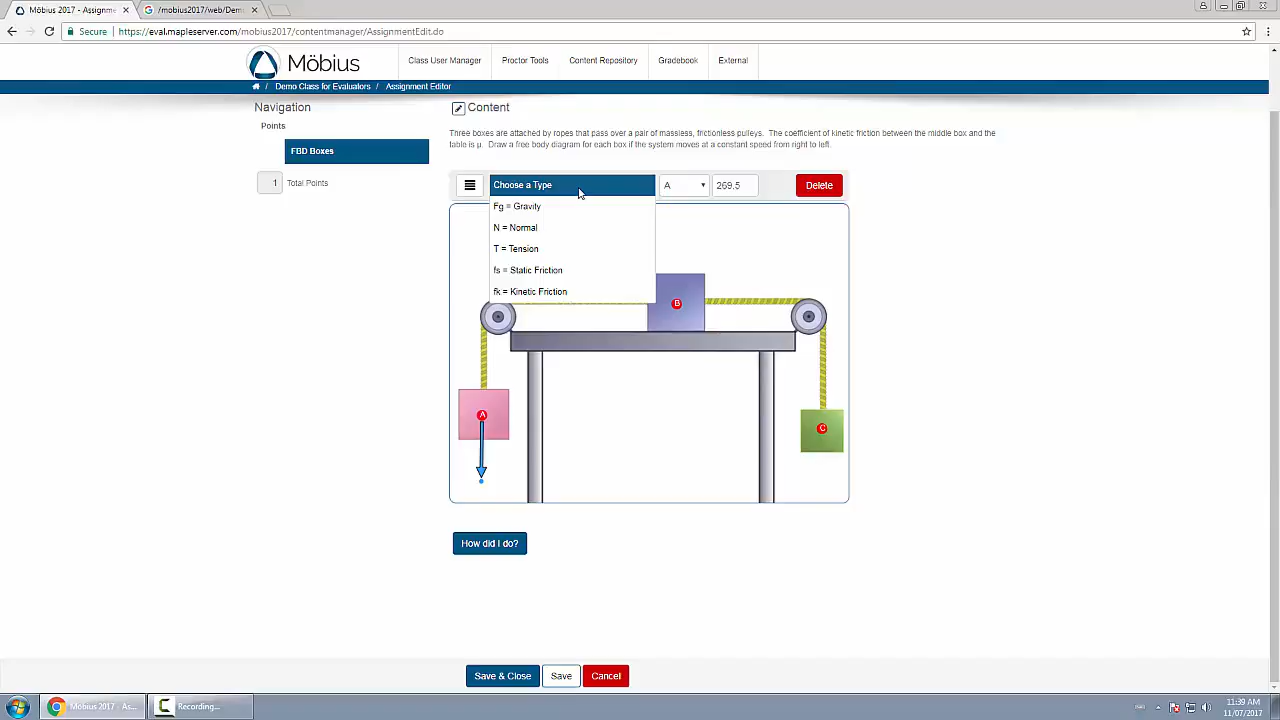 Möbius 2017 - Assignme
/mobius2017/web/Dem
Secure
https://eval.mapleserver.com/mobius2017/contentmanager/AssignmentEdit.do
Möbius
Class User Manager
Proctor Tools
Content Repository
Gradebook
External
Demo Class for Evaluators / Assignment Editor
Navigation
Points
FBD Boxes
1 Total Points
Content
Three boxes are attached by ropes that pass over a pair of massless, frictionless pulleys. The coefficient of kinetic friction between the middle box and the
table is μ. Draw a free body diagram for each box if the system moves at a constant speed from right to left.
Choose a Type
A
269.5
Delete
Fg = Gravity
N = Normal
T = Tension
fs = Static Friction
fk = Kinetic Friction
B
A
C
How did I do?
Save & Close
Save
Cancel
Möbius 2017 - As...
Recording...
11:39 AM
11/07/2017